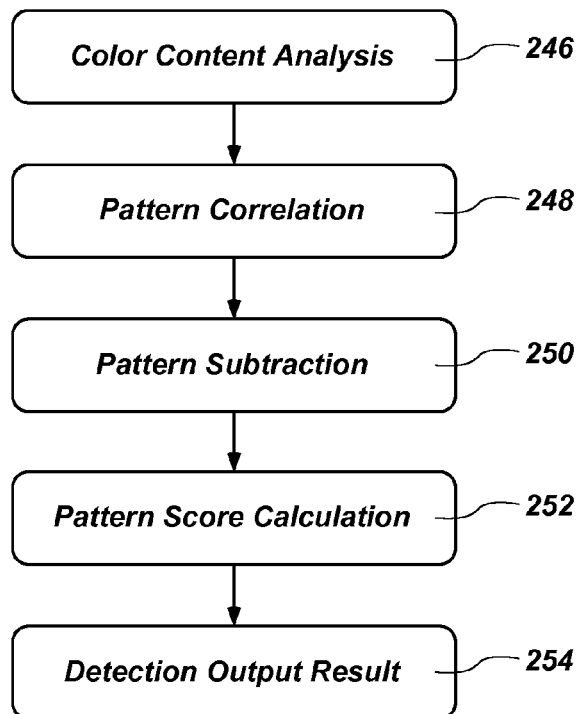 Color Content Analysis 246
Pattern Correlation 248
Pattern Subtraction 250
Pattern Score Calculation 252
Detection Output Result 254